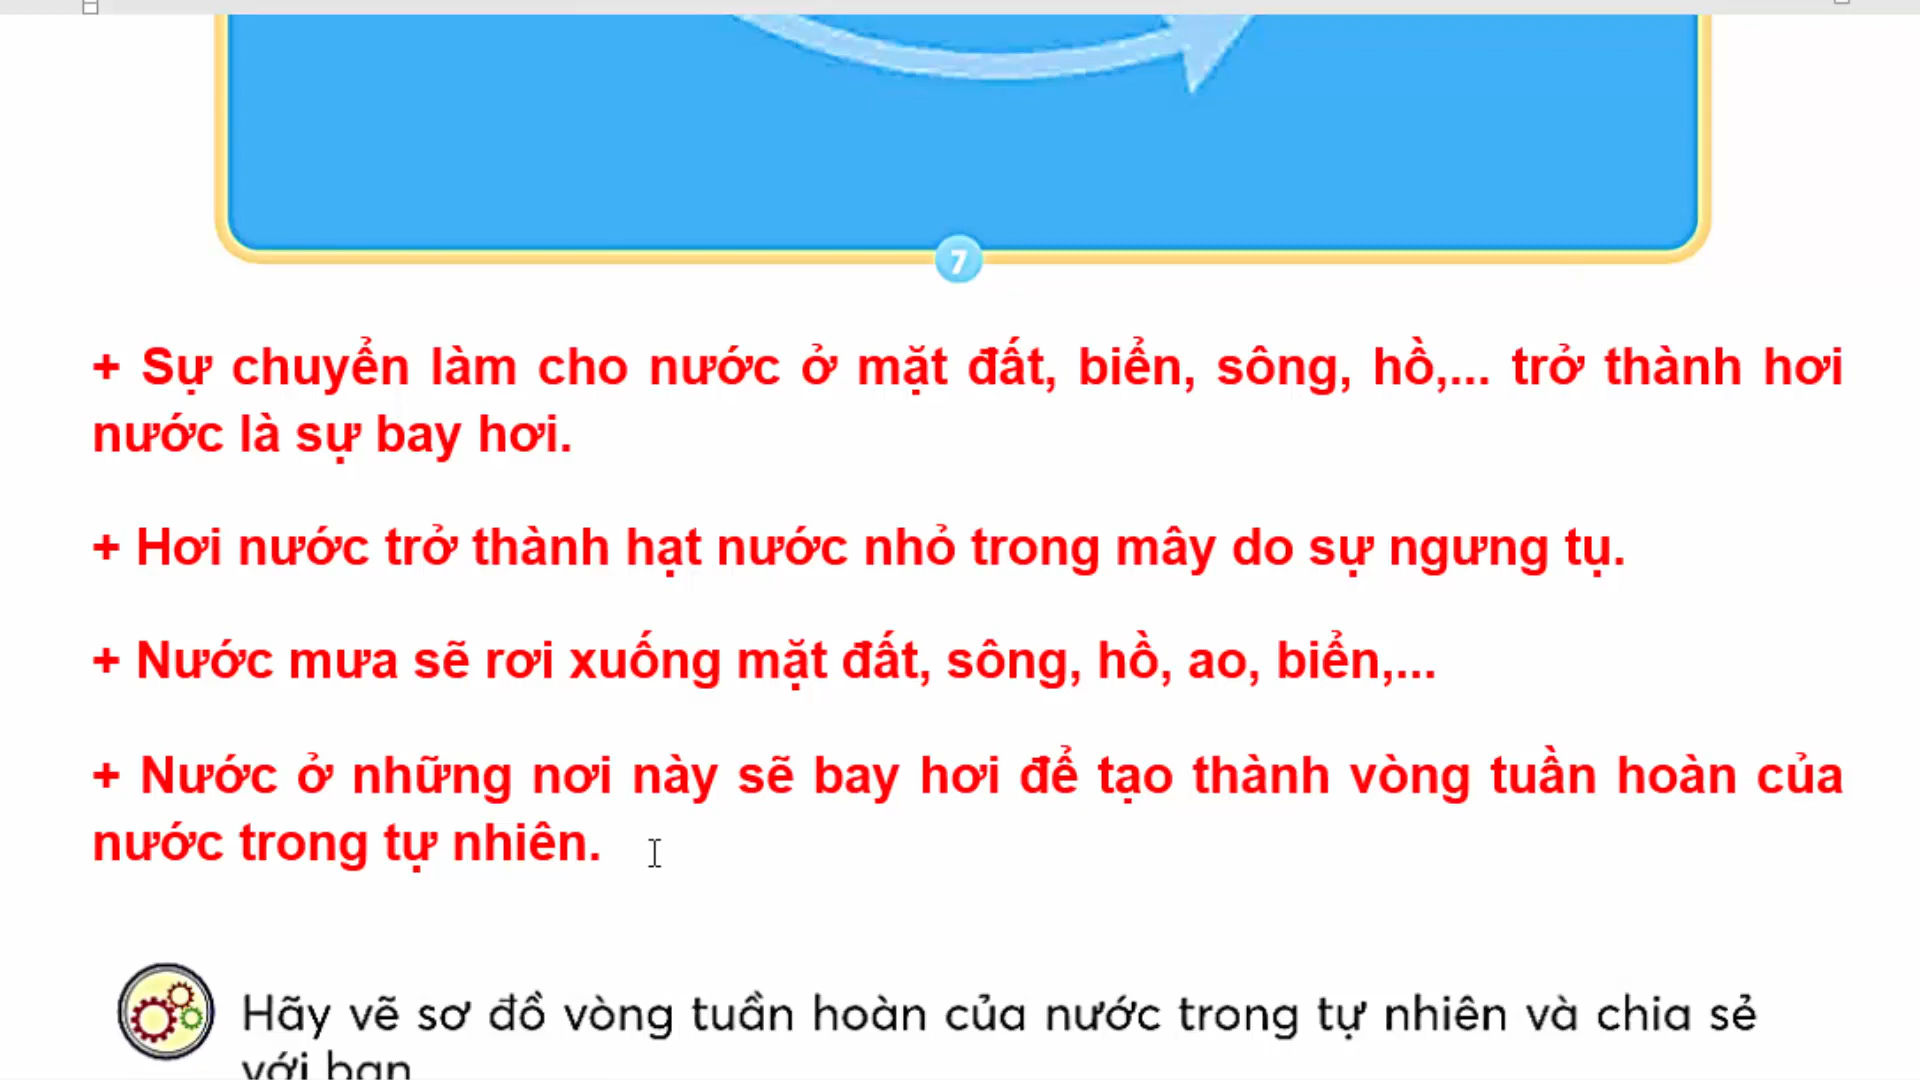 7
+ Sự chuyển làm cho nước ở mặt đất, biển, sông, hồ,... trở thành hơi
nước là sự bay hơi.
+ Hơi nước trở thành hạt nước nhỏ trong mây do sự ngưng tụ.
+ Nước mưa sẽ rơi xuống mặt đất, sông, hồ, ao, biển,...
+ Nước ở những nơi này sẽ bay hơi để tạo thành vòng tuần hoàn của
nước trong tự nhiên.
Hãy vẽ sơ đồ vòng tuần hoàn của nước trong tự nhiên và chia sẻ
với